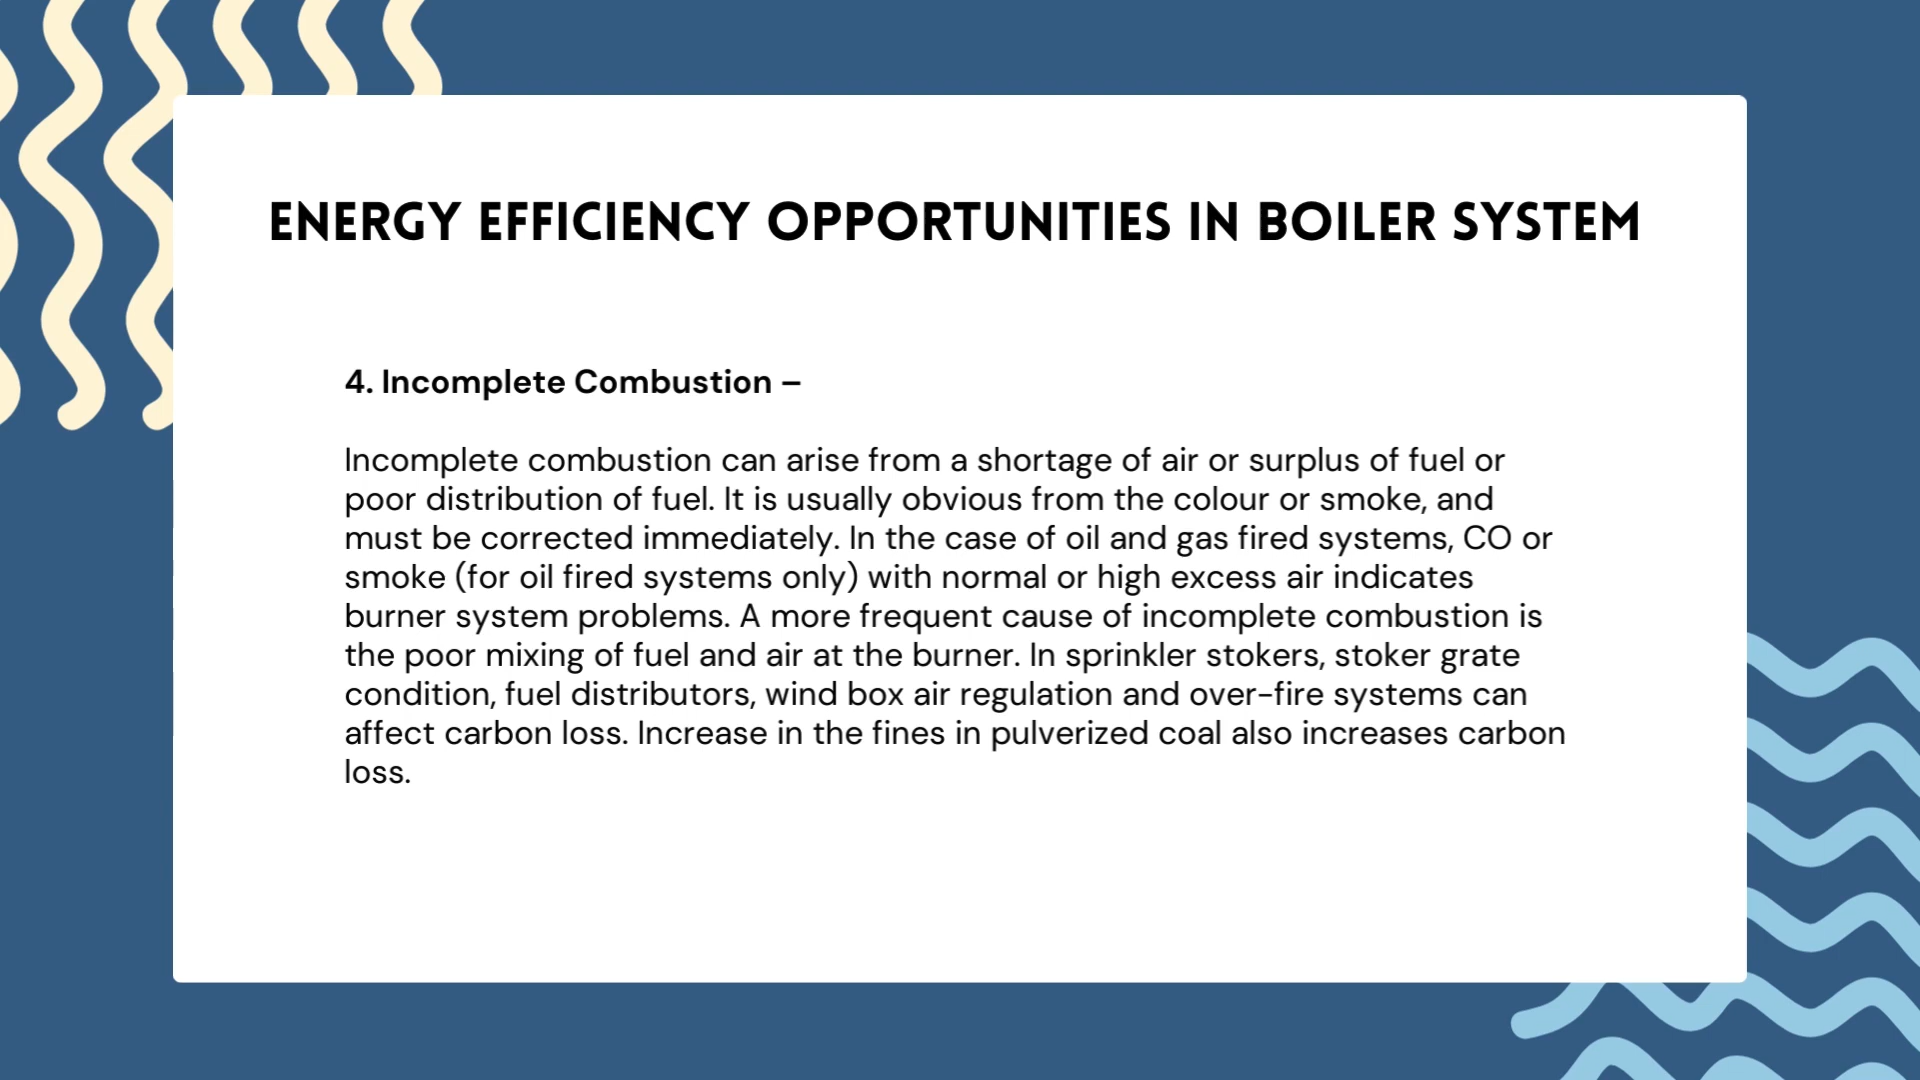 ENERGY EFFICIENCY OPPORTUNITIES IN BOILER SYSTEM
4. Incomplete Combustion –
Incomplete combustion can arise from a shortage of air or surplus of fuel or
poor distribution of fuel. It is usually obvious from the colour or smoke, and
must be corrected immediately. In the case of oil and gas fired systems, CO or
smoke (for oil fired systems only) with normal or high excess air indicates
burner system problems. A more frequent cause of incomplete combustion is
the poor mixing of fuel and air at the burner. In sprinkler stokers, stoker grate
condition, fuel distributors, wind box air regulation and over-fire systems can
affect carbon loss. Increase in the fines in pulverized coal also increases carbon
loss.